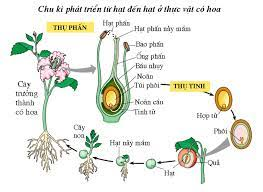 Chu kì phát triển từ hạt đến hạt ở thực vật có hoa
THỤ PHẤN
Hạt phấn
Hạt phấn nảy mầm
Bao phấn
Ống phấn
Bầu nhuỵ
Noãn
Túi phôi
Noãn cầu
Tinh tử
THỤ TINH
Hợp tử
Phôi
Quả
Hạt
Hạt nảy mầm
Cây con
Cây
trưởng
thành
có hoa